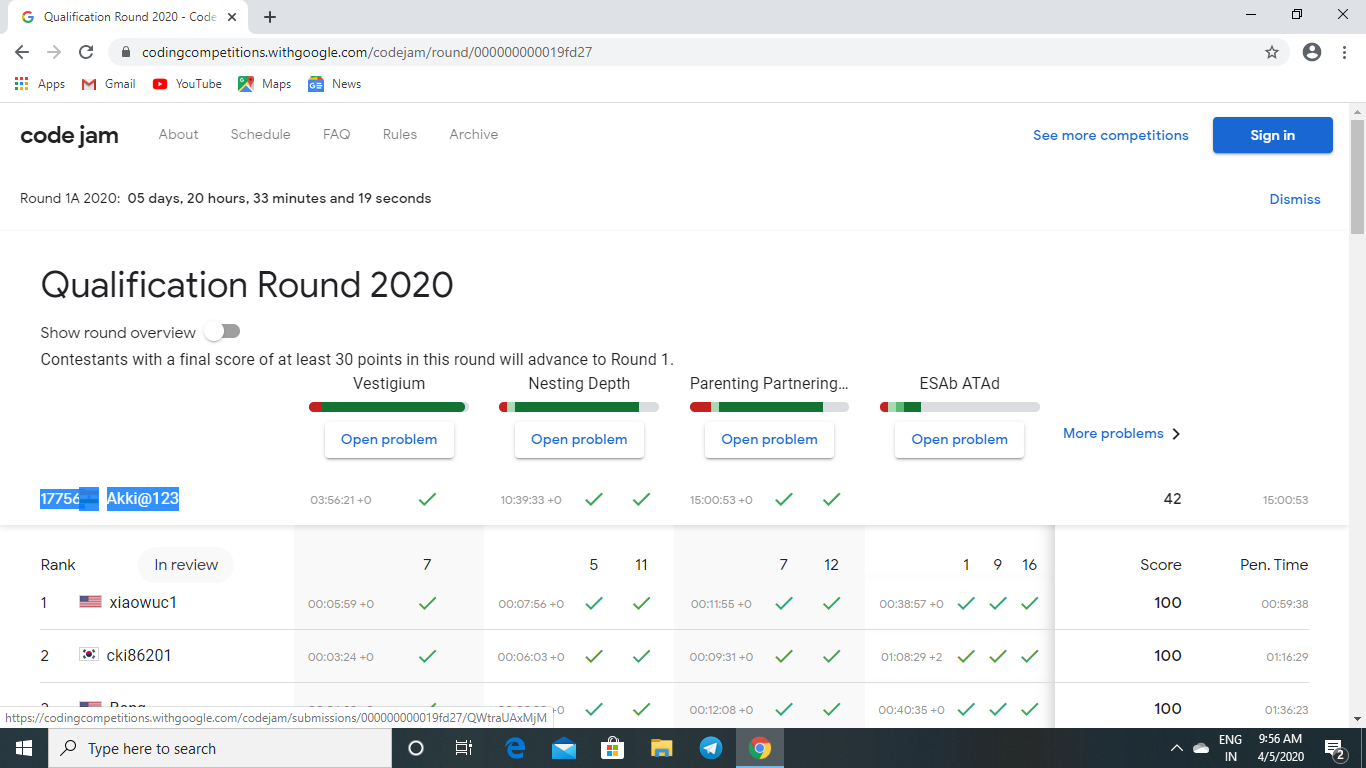 Qualification Round 2020 - Code
codingcompetitions.withgoogle.com/codejam/round/000000000019fd27
Apps Gmail YouTube Maps News
code jam About Schedule FAQ Rules Archive See more competitions Sign in
Round 1A 2020: 05 days, 20 hours, 33 minutes and 19 seconds Dismiss
Qualification Round 2020
Show round overview
Contestants with a final score of at least 30 points in this round will advance to Round 1.
Vestigium Nesting Depth Parenting Partnering... ESAb ATAd
Open problem Open problem Open problem Open problem More problems
17756 Akki@123 03:56:21 +0 10:39:33 +0 15:00:53 +0 42 15:00:53
Rank In review 7 5 11 7 12 1 9 16 Score Pen. Time
1 xiaowuc1 00:05:59 +0 00:07:56 +0 00:11:55 +0 00:38:57 +0 100 00:59:38
2 cki86201 00:03:24 +0 00:06:03 +0 00:09:31 +0 01:08:29 +2 100 01:16:29
00:12:08 +0 00:40:35 +0 100 01:36:23
https://codingcompetitions.withgoogle.com/codejam/submissions/000000000019fd27/QWtraUAxMjM
Type here to search ENG 9:56 AM
IN 4/5/2020 2